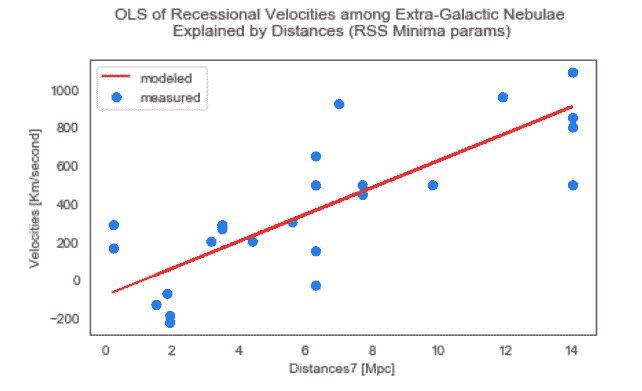 OLS of Recessional Velocities among Extra-Galactic Nebulae
Explained by Distances (RSS Minima params)
modeled
measured
Velocities [Km/second]
1000
800
600
400
200
0
−200
0 2 4 6 8 10 12 14
Distances7 [Mpc]